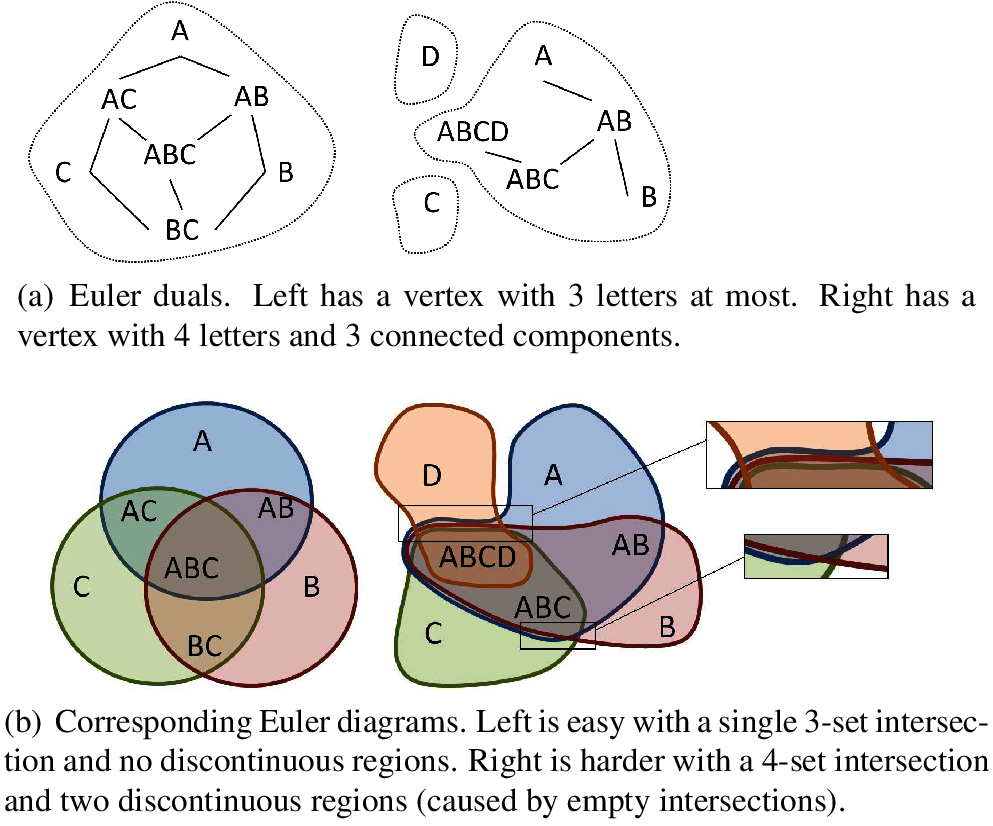 A
AC
AB
ABC
C
B
BC
D
A
ABCD
AB
ABC
C
B
(a) Euler duals. Left has a vertex with 3 letters at most. Right has a
vertex with 4 letters and 3 connected components.
A
AC
AB
ABC
C
B
BC
D
A
ABCD
AB
ABC
C
B
(b) Corresponding Euler diagrams. Left is easy with a single 3-set intersec-
tion and no discontinuous regions. Right is harder with a 4-set intersection
and two discontinuous regions (caused by empty intersections).